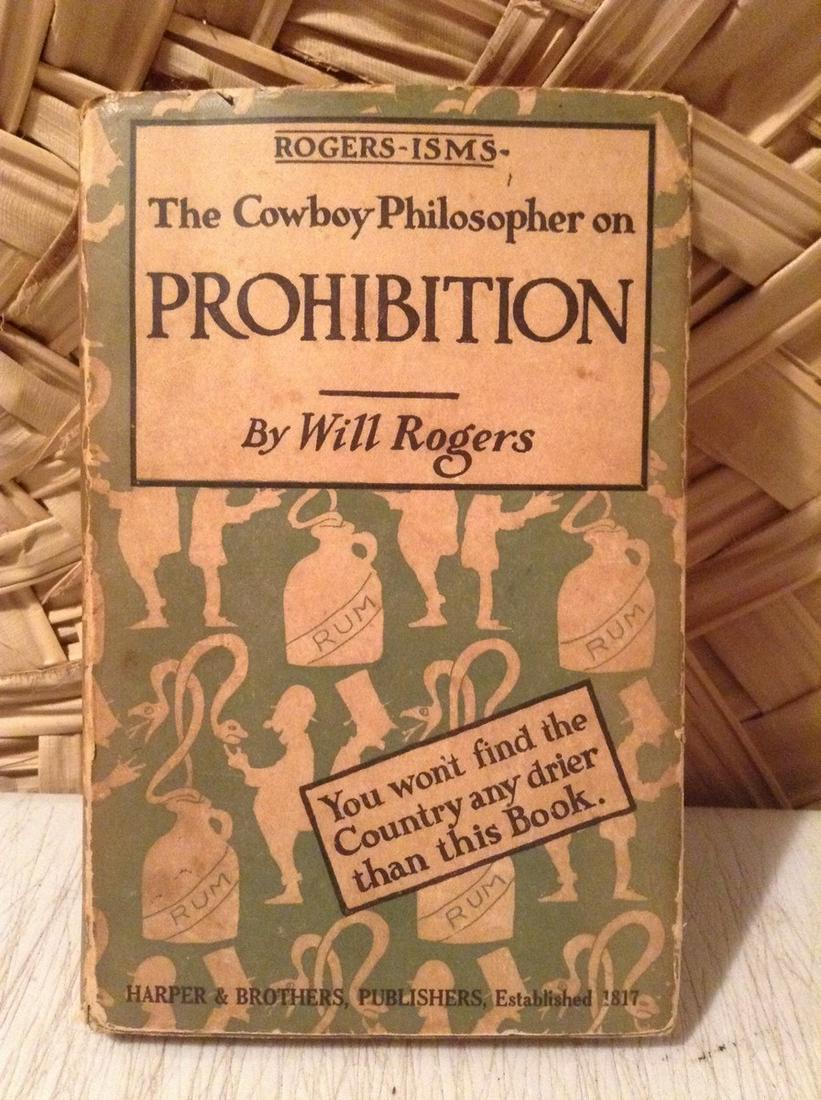 ROGERS-ISMS-
The Cowboy Philosopher on
PROHIBITION
By Will Rogers
RUM
RUM
You won't find the
Country any drier
than this Book.
RUM
RUM
HARPER & BROTHERS, PUBLISHERS, Established 1817